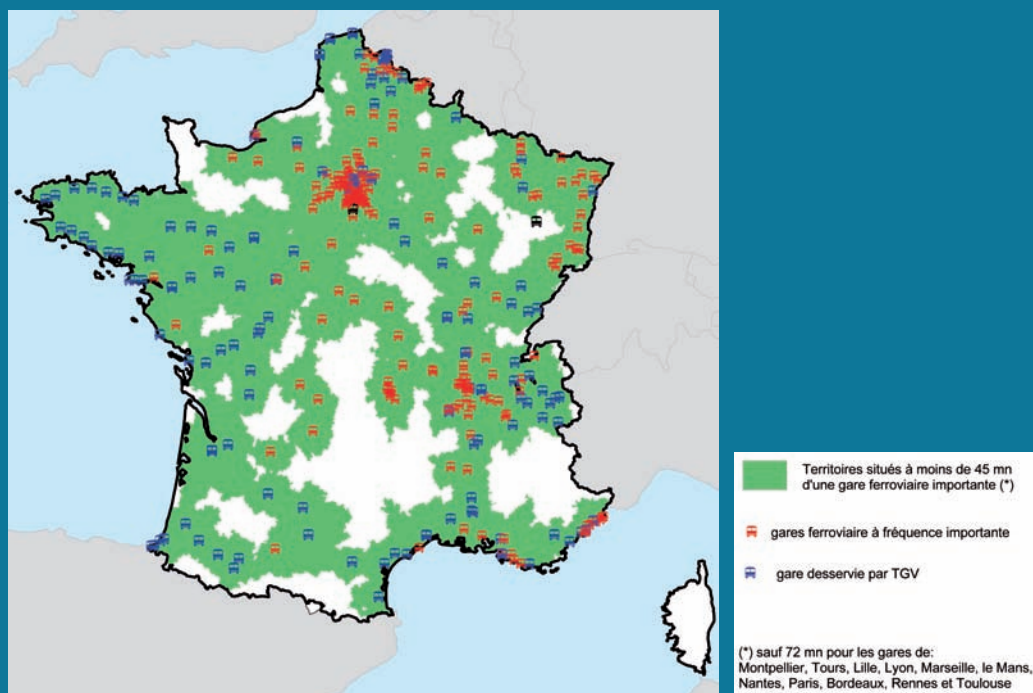 Territoires situés à moins de 45 mn
d'une gare ferroviaire importante (*)
gares ferroviaire à fréquence importante
gare desservie par TGV
(*) sauf 72 mn pour les gares de:
Montpellier, Tours, Lille, Lyon, Marseille, le Mans,
Nantes, Paris, Bordeaux, Rennes et Toulouse